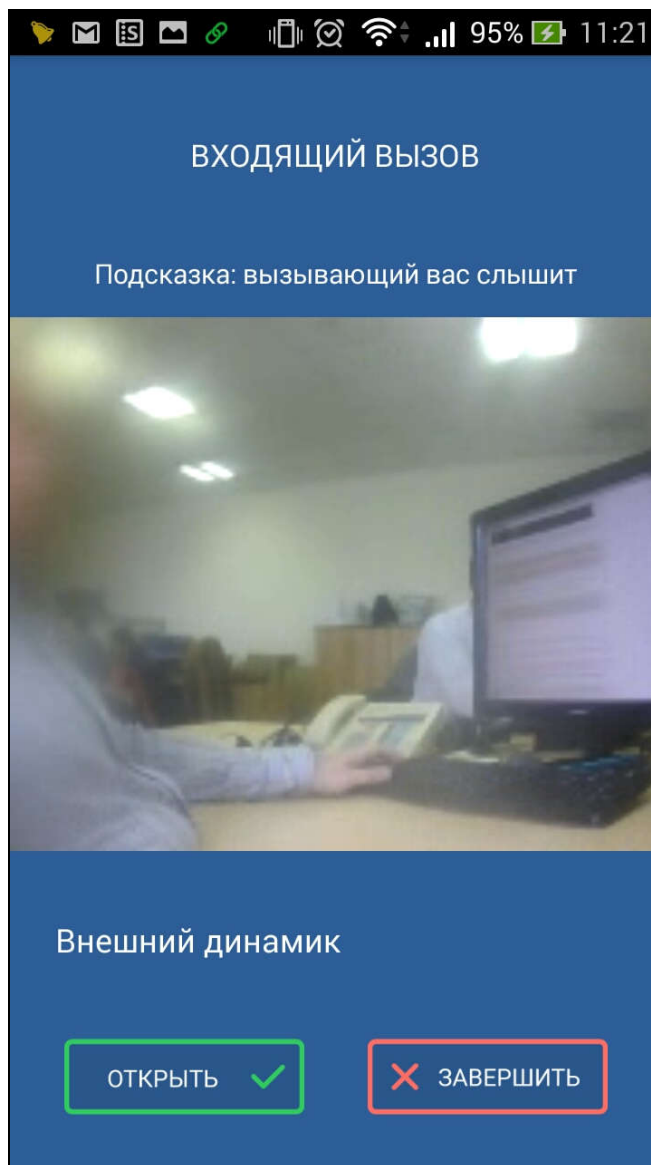 95% 11:21
ВХОДЯЩИЙ ВЫЗОВ
Подсказка: вызывающий вас слышит
Внешний динамик
ОТКРЫТЬ ЗАВЕРШИТЬ